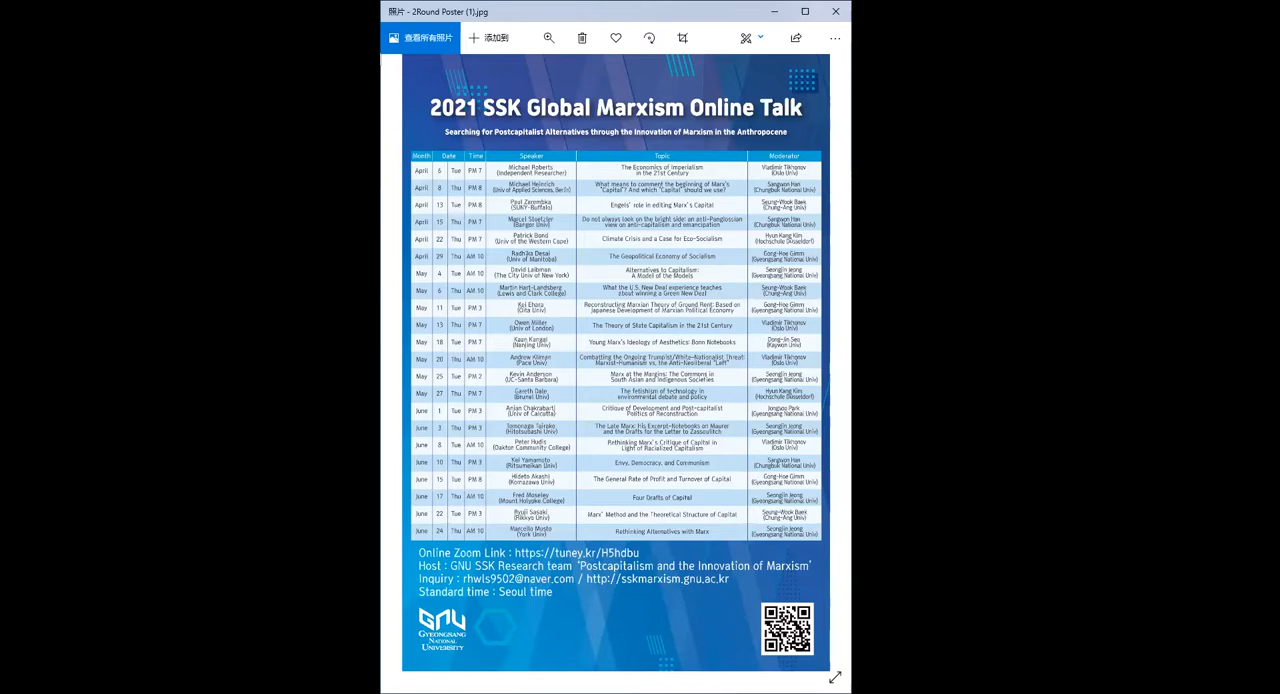 照片 - 2Round Poster (1).jpg
查看所有照片 添加到
2021 SSK Global Marxism Online Talk
Searching for Postcapitalist Alternatives through the Innovation of Marxism in the Anthropocene
Month Date Time Speaker Topic Moderator
April 6 Tue PM 7 Michael Roberts (Independent Researcher) The Economics of Imperialism in the 21st Century Vladimir Tikhonov (Oslo Univ)
April 8 Thu PM 8 Michael Heinrich (Univ of Applied Sciences, Berlin) What means to comment the beginning of Marx's "Capital"? And which "Capital" should we use? Sangwon Han (Chungbuk National Univ)
April 13 Tue PM 8 Paul Zarembka (SUNY-Buffalo) Engels' role in editing Marx's Capital Seung-Wook Baek (Chung-Ang Univ)
April 15 Thu PM 7 Marcel Stoetzler (Bangor Univ) Do not always look on the bright side: an anti-Panglossian view on anti-capitalism and emancipation Sangwon Han (Chungbuk National Univ)
April 22 Thu PM 7 Patrick Bond (Univ of the Western Cape) Climate Crisis and a Case for Eco-Socialism Hyun Kang Kim (Hochschule Düsseldorf)
April 29 Thu AM 10 Radhika Desai (Univ of Manitoba) The Geopolitical Economy of Socialism Gong-Hoe Gimm (Gyeongsang National Univ)
May 4 Tue AM 10 David Laibman (The City Univ of New York) Alternatives to Capitalism: A Model of the Models Seongjin Jeong (Gyeongsang National Univ)
May 6 Thu AM 10 Martin Hart-Landsberg (Lewis and Clark College) What the U.S. New Deal experience teaches about winning a Green New Deal Seung-Wook Baek (Chung-Ang Univ)
May 11 Tue PM 3 Kei Ehara (Oita Univ) Reconstructing Marxian Theory of Ground Rent: Based on Japanese Development of Marxian Political Economy Gong-Hoe Gimm (Gyeongsang National Univ)
May 13 Thu PM 7 Owen Miller (Univ of London) The Theory of State Capitalism in the 21st Century Vladimir Tikhonov (Oslo Univ)
May 18 Tue PM 7 Kaan Kangal (Nanjing Univ) Young Marx's Ideology of Aesthetics: Bonn Notebooks Dong-Jin Seo (Kaywon Univ)
May 20 Thu AM 10 Andrew Kliman (Pace Univ) Combatting the Ongoing Trumpist/White-Nationalist Threat: Marxist-Humanism vs. the Anti-Neoliberal "Left" Vladimir Tikhonov (Oslo Univ)
May 25 Tue PM 2 Kevin Anderson (UC-Santa Barbara) Marx at the Margins: The Commons in South Asian and Indigenous Societies Seongjin Jeong (Gyeongsang National Univ)
May 27 Thu PM 7 Gareth Dale (Brunel Univ) The fetishism of technology in environmental debate and policy Hyun Kang Kim (Hochschule Düsseldorf)
June 1 Tue PM 3 Anjan Chakrabarti (Univ of Calcutta) Critique of Development and Post-capitalist Politics of Reconstruction Jongwoo Park (Gyeongsang National Univ)
June 3 Thu PM 3 Tomonaga Tairako (Hitotsubashi Univ) The Late Marx: His Excerpt-Notebooks on Maurer and the Drafts for the Letter to Zassoulitch Seongjin Jeong (Gyeongsang National Univ)
June 8 Tue AM 10 Peter Hudis (Oakton Community College) Rethinking Marx's Critique of Capital in Light of Racialized Capitalism Vladimir Tikhonov (Oslo Univ)
June 10 Thu PM 3 Kei Yamamoto (Ritsumeikan Univ) Envy, Democracy, and Communism Sangwon Han (Chungbuk National Univ)
June 15 Tue PM 8 Hideto Akashi (Komazawa Univ) The General Rate of Profit and Turnover of Capital Gong-Hoe Gimm (Gyeongsang National Univ)
June 17 Thu AM 10 Fred Moseley (Mount Holyoke College) Four Drafts of Capital Seongjin Jeong (Gyeongsang National Univ)
June 22 Tue PM 3 Ryuji Sasaki (Rikkyo Univ) Marx' Method and the Theoretical Structure of Capital Seung-Wook Baek (Chung-Ang Univ)
June 24 Thu AM 10 Marcello Musto (York Univ) Rethinking Alternatives with Marx Seongjin Jeong (Gyeongsang National Univ)
Online Zoom Link : https://tuney.kr/H5hdbu
Host : GNU SSK Research team 'Postcapitalism and the Innovation of Marxism'
Inquiry : rhwls9502@naver.com / http://sskmarxism.gnu.ac.kr
Standard time : Seoul time
GNU
GYEONGSANG
NATIONAL
UNIVERSITY